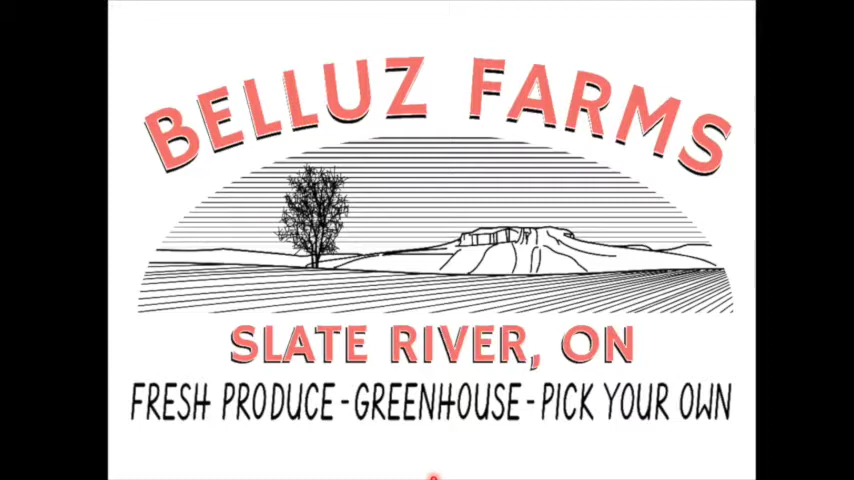 BELLUZ FARMS
SLATE RIVER, ON
FRESH PRODUCE-GREENHOUSE-PICK YOUR OWN